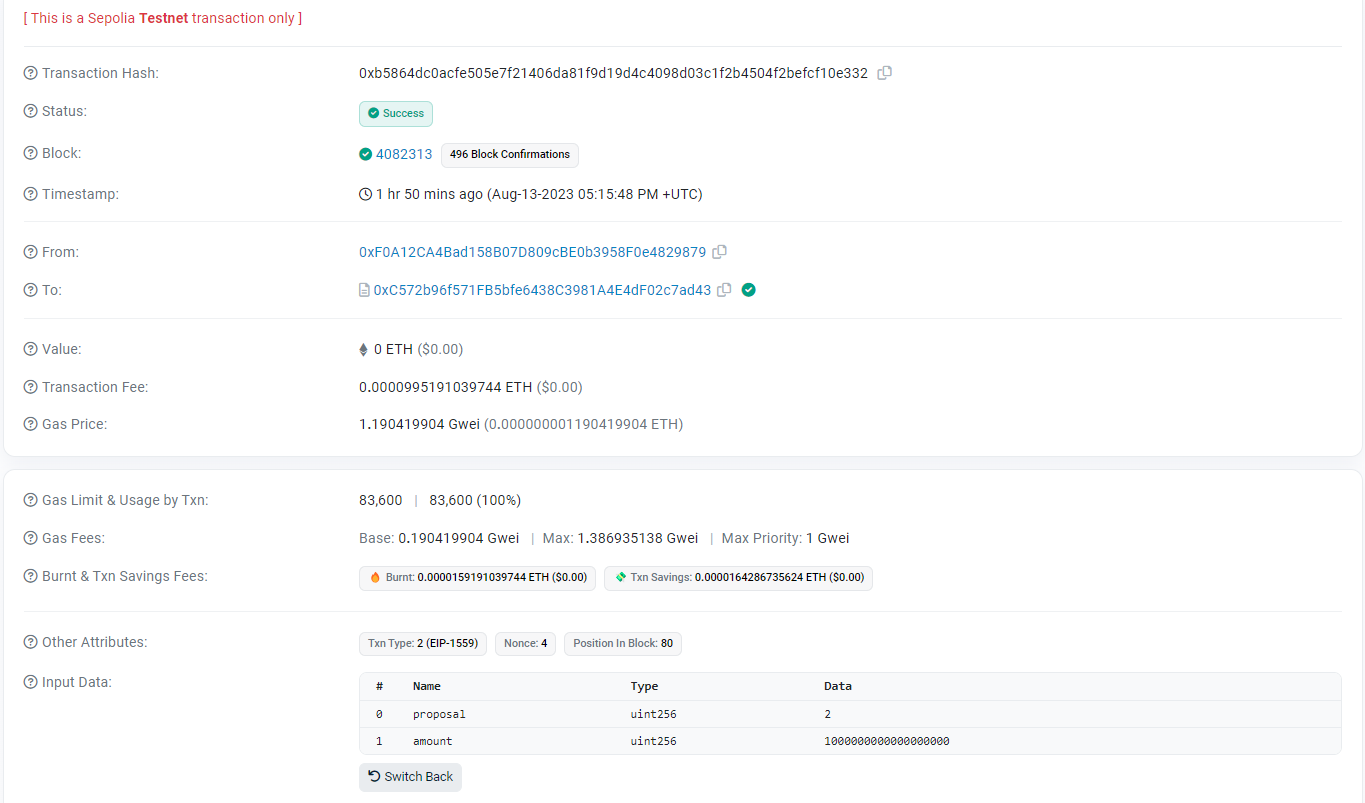 [ This is a Sepolia Testnet transaction only ]
Transaction Hash: 0xb5864dc0acfe505e7f21406da81f9d19d4c4098d03c1f2b4504f2befcf10e332
Status: Success
Block: 4082313 496 Block Confirmations
Timestamp: 1 hr 50 mins ago (Aug-13-2023 05:15:48 PM +UTC)
From: 0xF0A12CA4Bad158B07D809cBE0b3958F0e4829879
To: 0xC572b96f571FB5bfe6438C3981A4E4dF02c7ad43
Value: 0 ETH ($0.00)
Transaction Fee: 0.0000995191039744 ETH ($0.00)
Gas Price: 1.190419904 Gwei (0.000000001190419904 ETH)
Gas Limit & Usage by Txn: 83,600 | 83,600 (100%)
Gas Fees: Base: 0.190419904 Gwei | Max: 1.386935138 Gwei | Max Priority: 1 Gwei
Burnt & Txn Savings Fees: Burnt: 0.0000159191039744 ETH ($0.00) Txn Savings: 0.0000164286735624 ETH ($0.00)
Other Attributes: Txn Type: 2 (EIP-1559) Nonce: 4 Position In Block: 80
Input Data:
# Name Type Data
0 proposal uint256 2
1 amount uint256 1000000000000000000
Switch Back